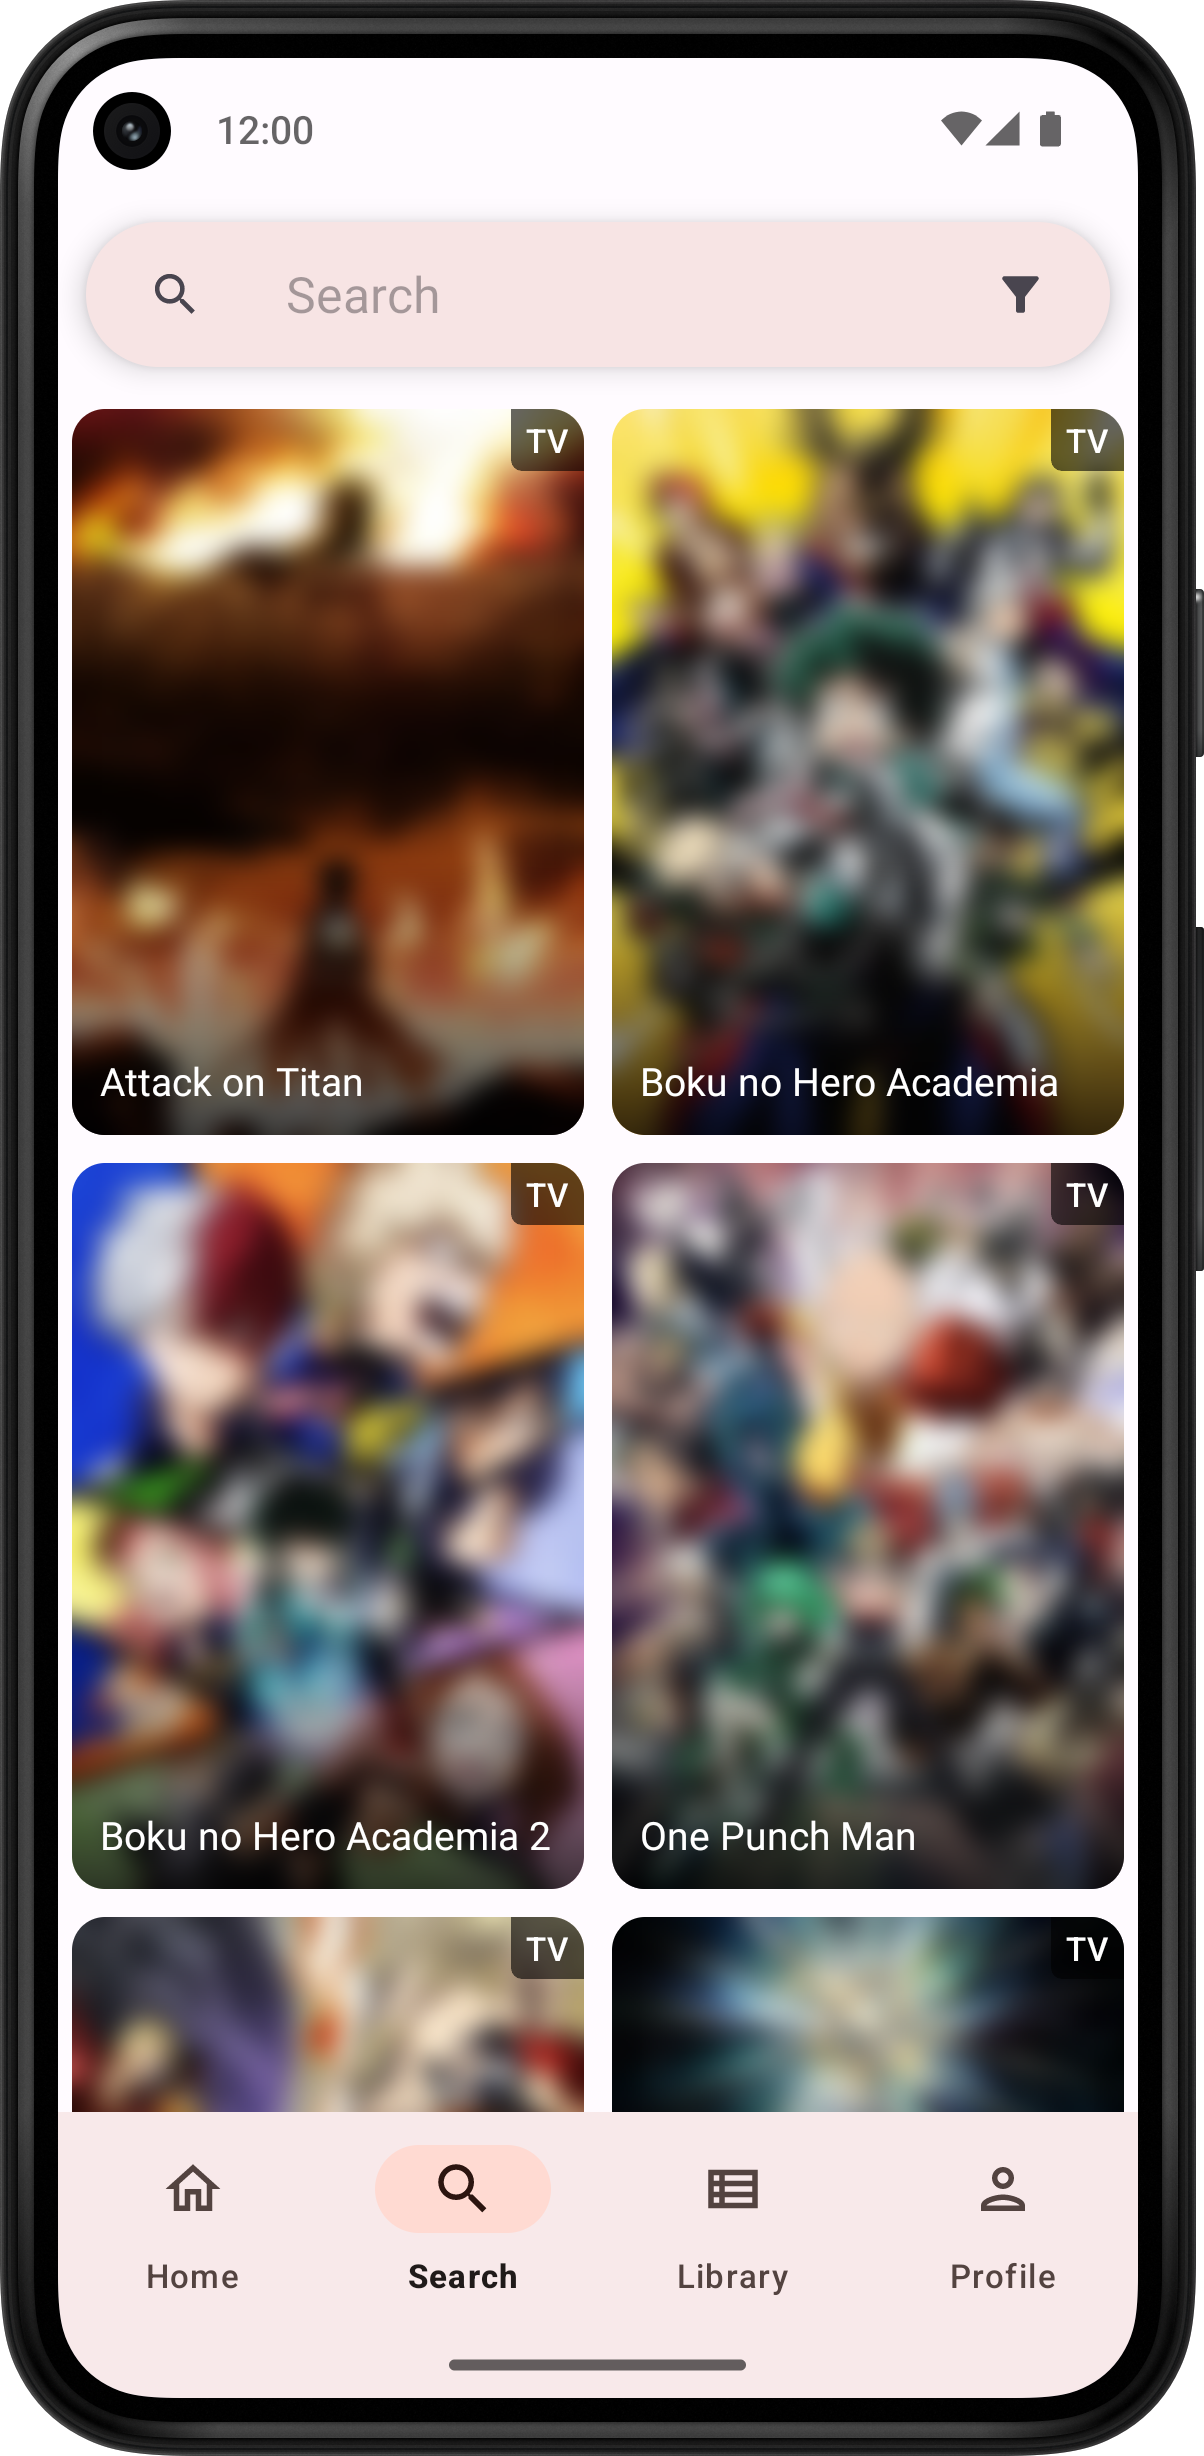 12:00
Search
TV
TV
Attack on Titan
Boku no Hero Academia
TV
TV
Boku no Hero Academia 2
One Punch Man
TV
TV
Home
Search
Library
Profile